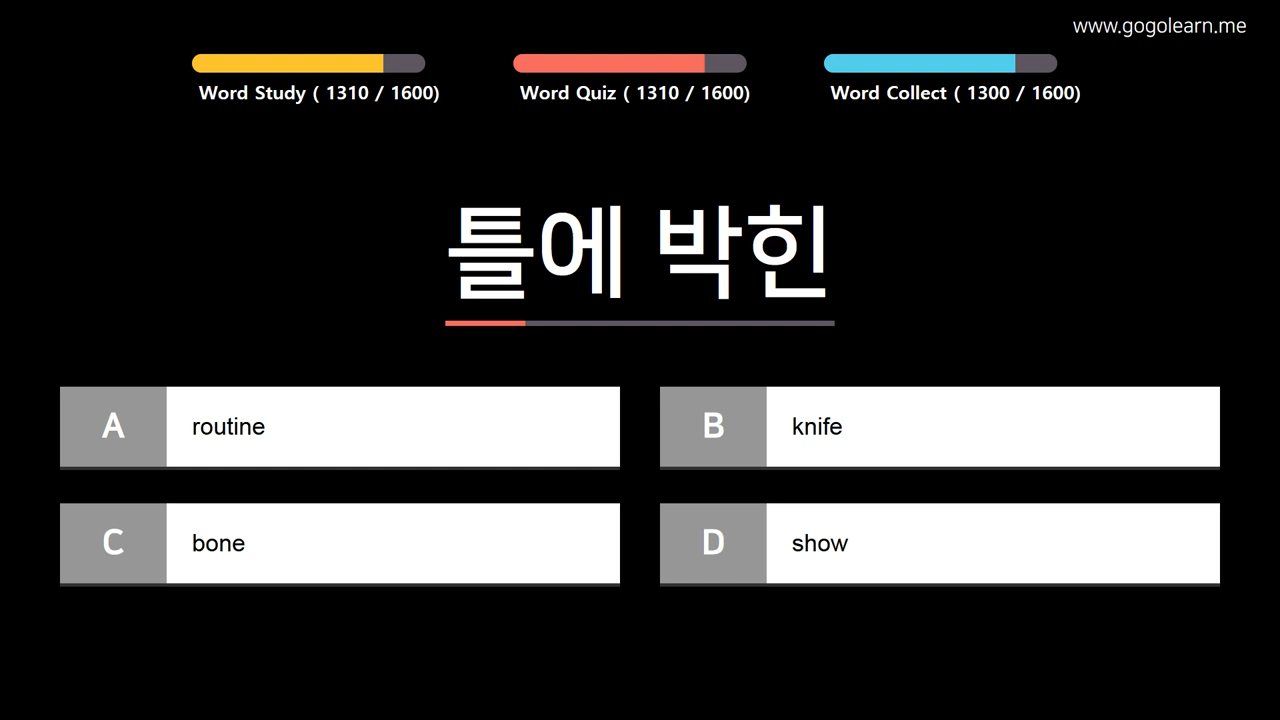 www.gogolearn.me
Word Study ( 1310 / 1600)
Word Quiz ( 1310 / 1600)
Word Collect ( 1300 / 1600)
틀에 박힌
A routine
B knife
C bone
D show